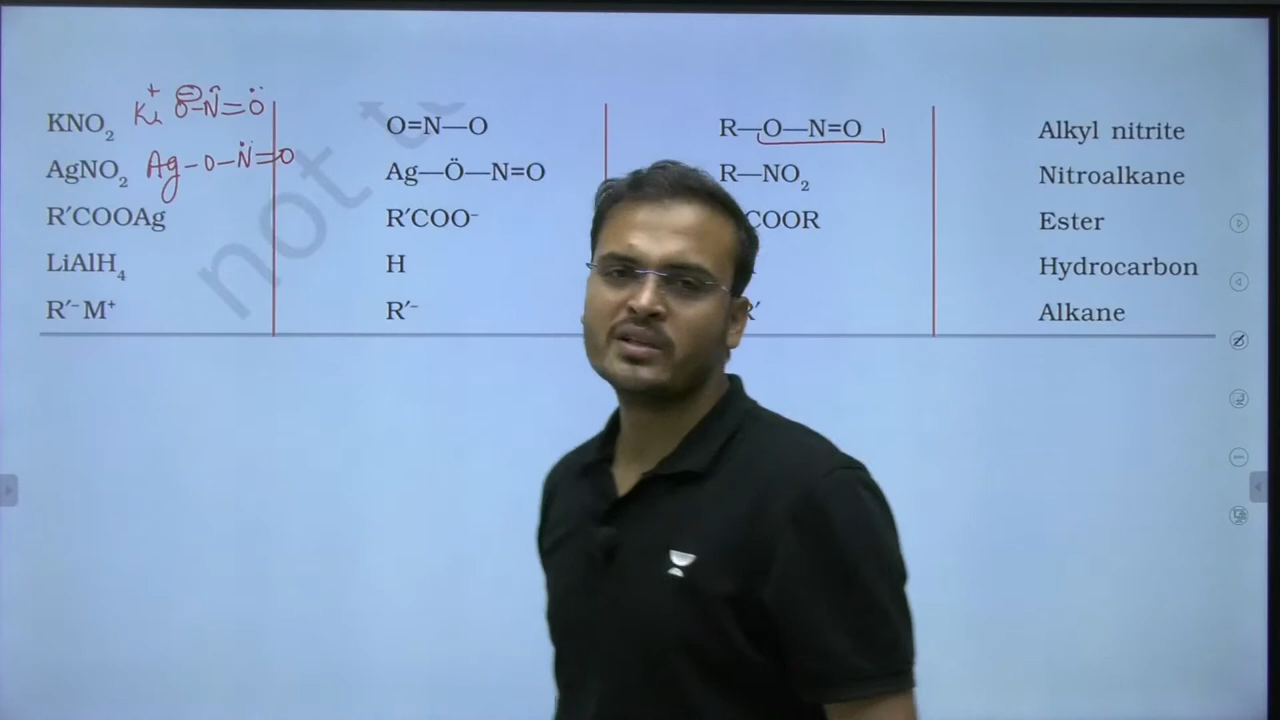 KNO₂ K⁺ ⊖O–N̈=Ö O=N—O R—O—N=O Alkyl nitrite
AgNO₂ Ag–O–N̈=O Ag—Ö—N=O R—NO₂ Nitroalkane
R′COOAg R′COO⁻ COOR Ester
LiAlH₄ H Hydrocarbon
R′⁻ M⁺ R′⁻ R′ Alkane
not t